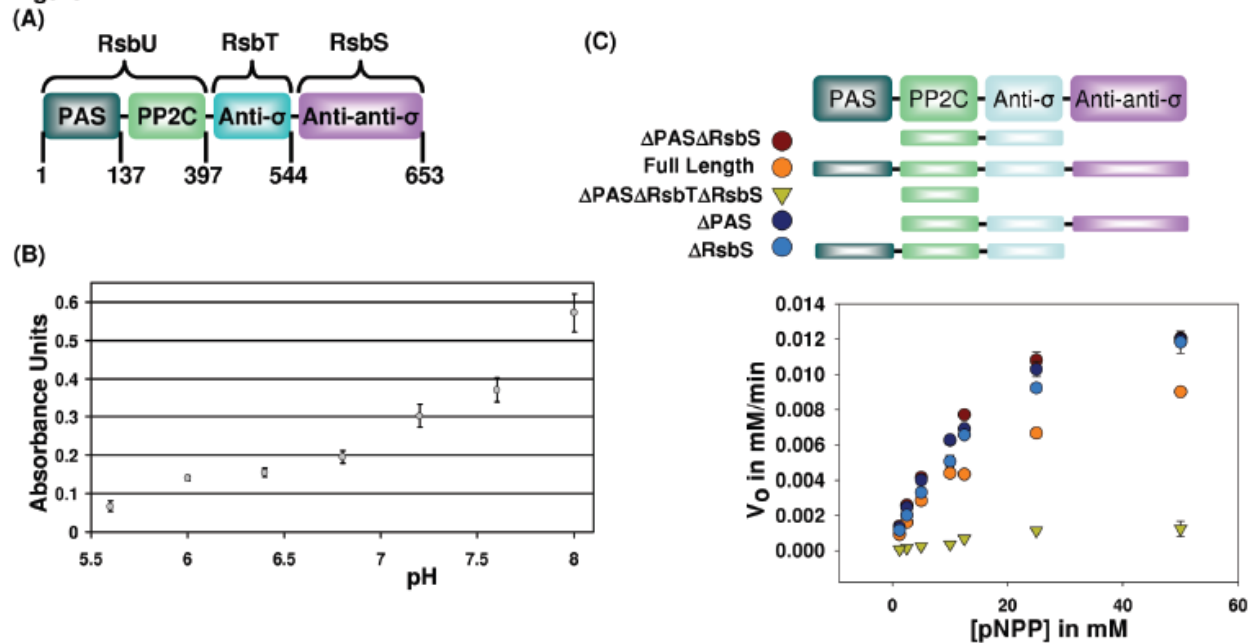 (A)
RsbU RsbT RsbS
PAS PP2C Anti-σ Anti-anti-σ
1 137 397 544 653
(B)
Absorbance Units
0.6
0.5
0.4
0.3
0.2
0.1
0
5.5 6 6.5 7 7.5 8
pH
(C)
PAS PP2C Anti-σ Anti-anti-σ
ΔPASΔRsbS
Full Length
ΔPASΔRsbTΔRsbS
ΔPAS
ΔRsbS
Vo in mM/min
0.014
0.012
0.010
0.008
0.006
0.004
0.002
0.000
0 20 40 60
[pNPP] in mM